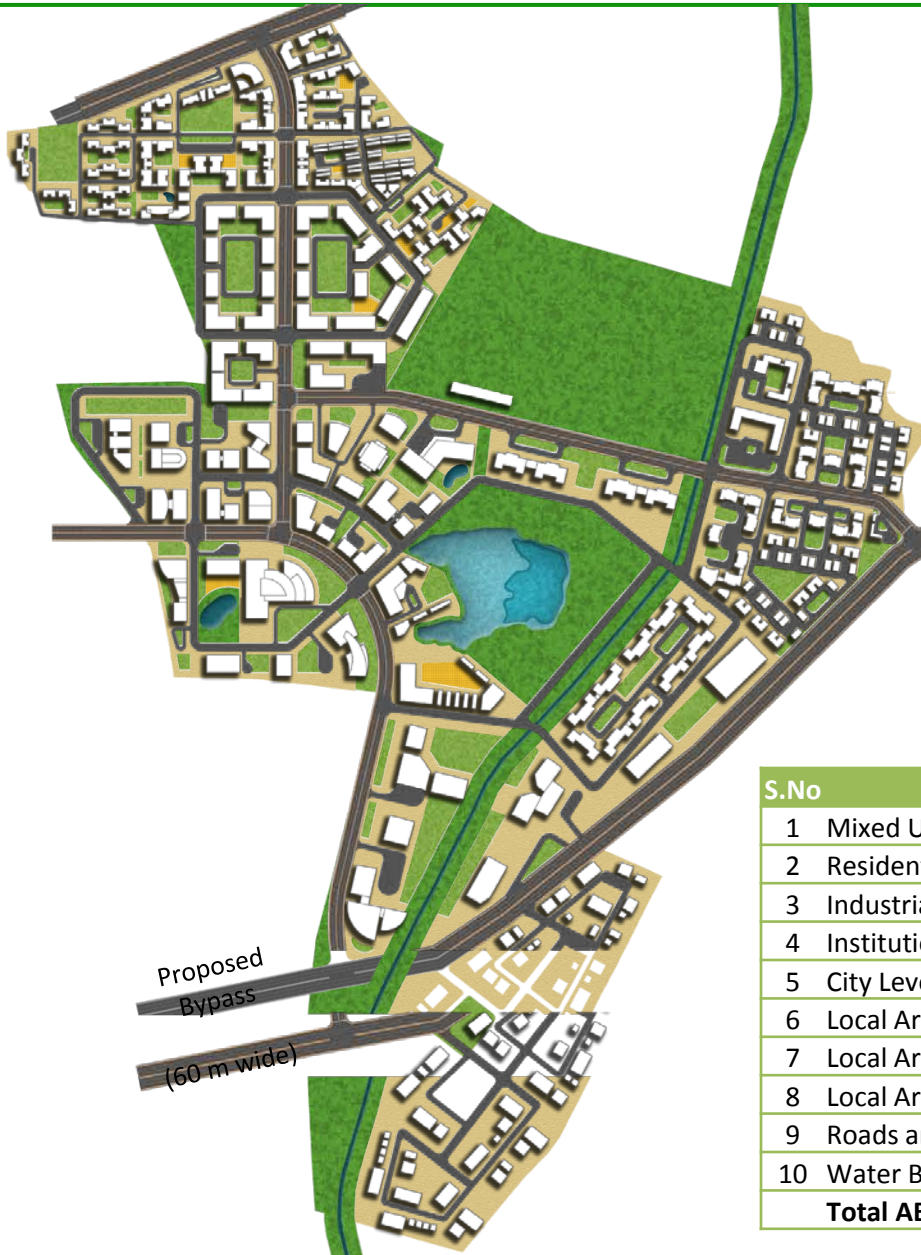 Proposed
Bypass
(60 m wide)
S.No
1 Mixed U
2 Residen
3 Industria
4 Instituti
5 City Leve
6 Local Ar
7 Local Ar
8 Local Ar
9 Roads a
10 Water B
Total AB